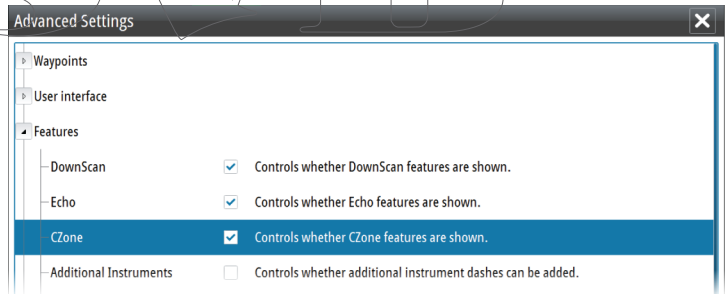 Advanced Settings
Waypoints
User interface
Features
DownScan Controls whether DownScan features are shown.
Echo Controls whether Echo features are shown.
CZone Controls whether CZone features are shown.
Additional Instruments Controls whether additional instrument dashes can be added.